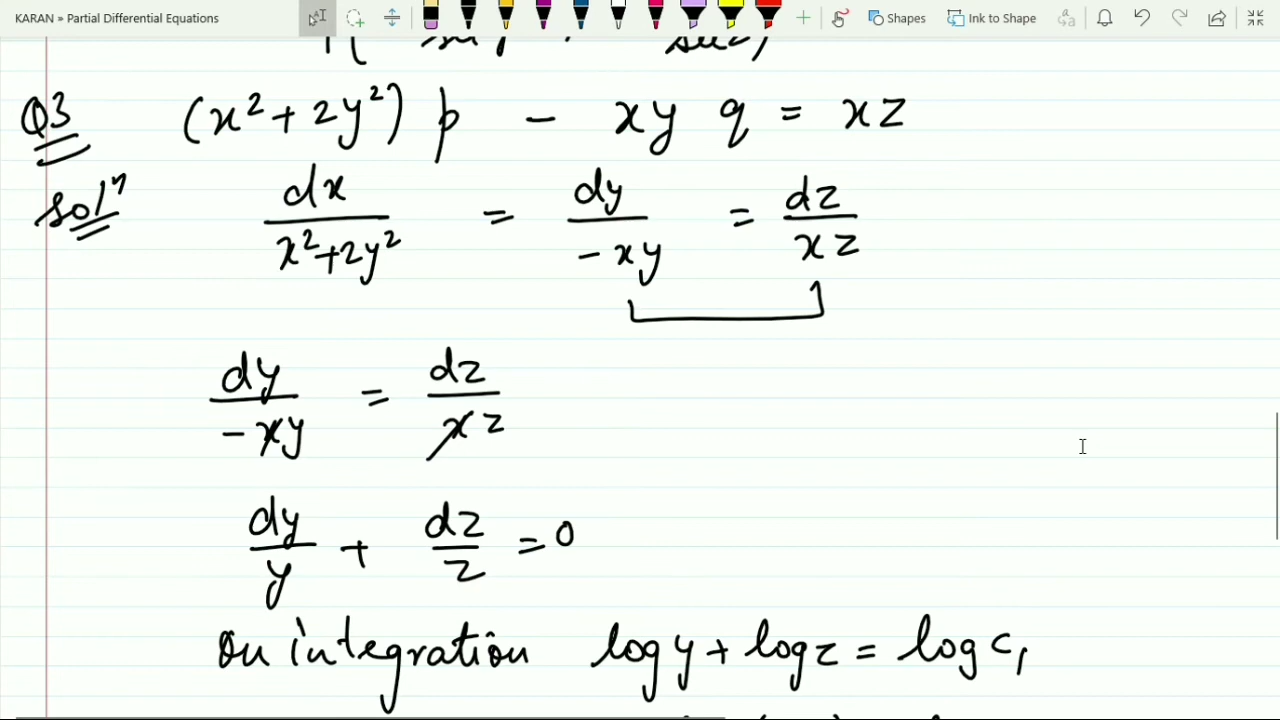 KARAN » Partial Differential Equations
Shapes Ink to Shape
Q3 (x²+2y²) p - xy q = xz
Solⁿ dx/(x²+2y²) = dy/(-xy) = dz/(xz)
dy/(-xy) = dz/(xz)
dy/y + dz/z = 0
On integration log y + log z = log c₁